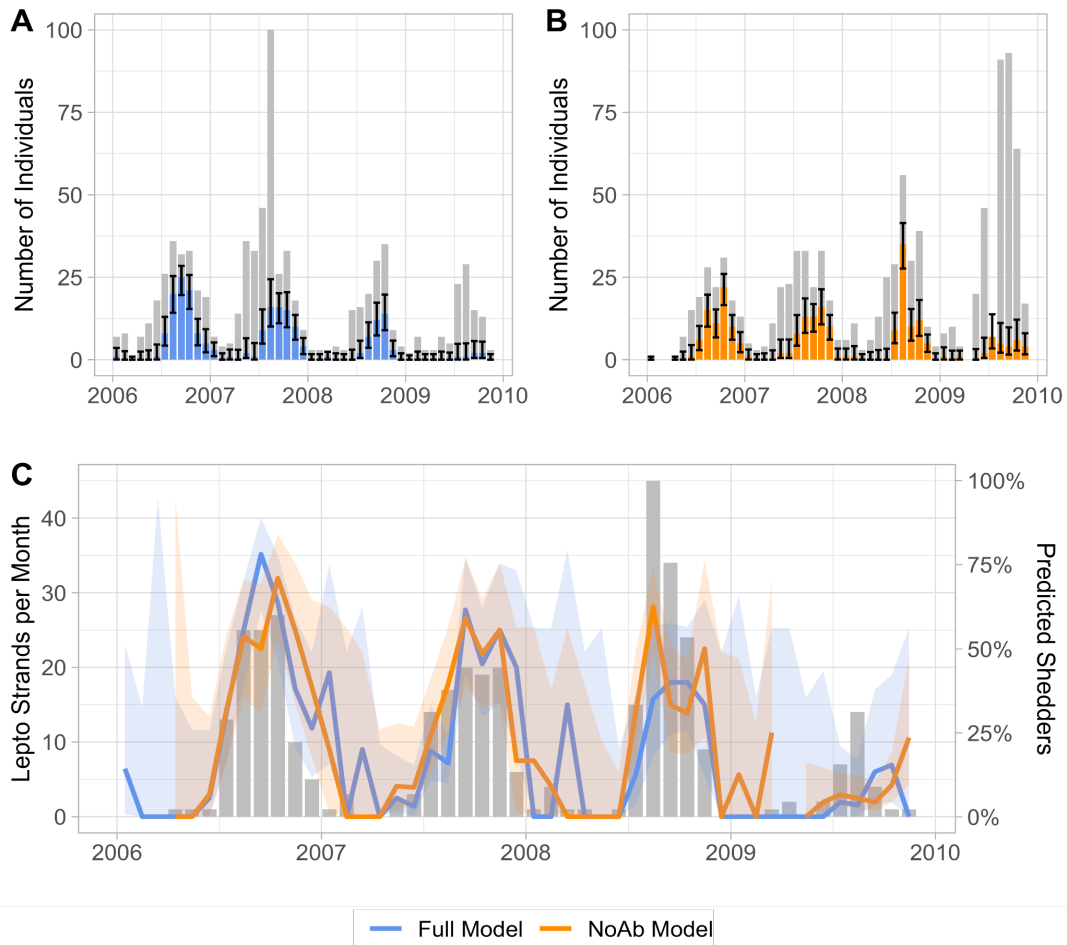 A
Number of Individuals
100
75
50
25
0
2006 2007 2008 2009 2010
B
Number of Individuals
100
75
50
25
0
2006 2007 2008 2009 2010
C
Lepto Strands per Month
40
30
20
10
0
100%
75%
50%
25%
0%
Predicted Shedders
2006 2007 2008 2009 2010
Full Model NoAb Model